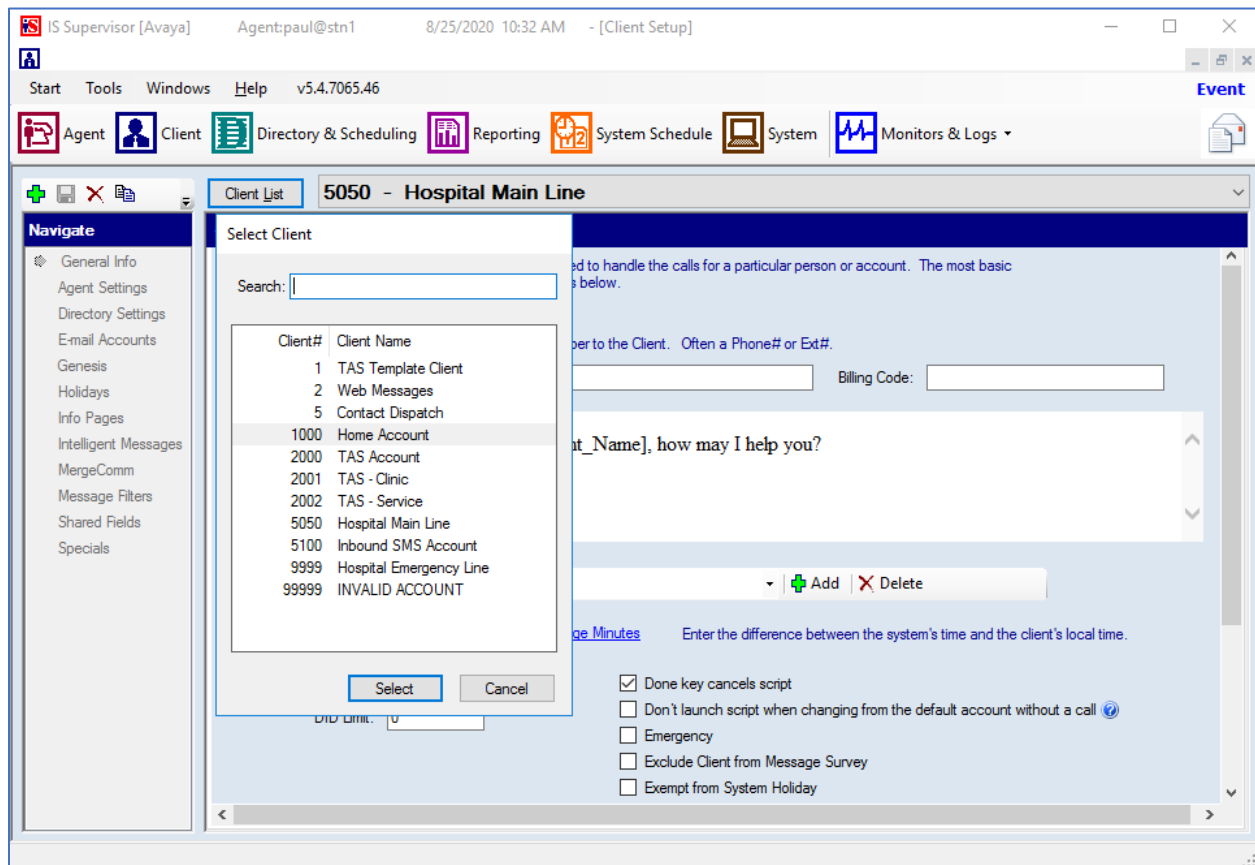 IS Supervisor [Avaya] Agent:paul@stn1 8/25/2020 10:32 AM - [Client Setup]
Start Tools Windows Help v5.4.7065.46 Event
Agent Client Directory & Scheduling Reporting System Schedule System Monitors & Logs
Client List 5050 - Hospital Main Line
Navigate
General Info
Agent Settings
Directory Settings
E-mail Accounts
Genesis
Holidays
Info Pages
Intelligent Messages
MergeComm
Message Filters
Shared Fields
Specials
Select Client
Search:
Client# Client Name
1 TAS Template Client
2 Web Messages
5 Contact Dispatch
1000 Home Account
2000 TAS Account
2001 TAS - Clinic
2002 TAS - Service
5050 Hospital Main Line
5100 Inbound SMS Account
9999 Hospital Emergency Line
99999 INVALID ACCOUNT
Select Cancel
to handle the calls for a particular person or account. The most basic
below.
to the Client. Often a Phone# or Ext#.
Billing Code:
_Name], how may I help you?
Add Delete
Minutes Enter the difference between the system's time and the client's local time.
DID Limit: 0
Done key cancels script
Don't launch script when changing from the default account without a call
Emergency
Exclude Client from Message Survey
Exempt from System Holiday